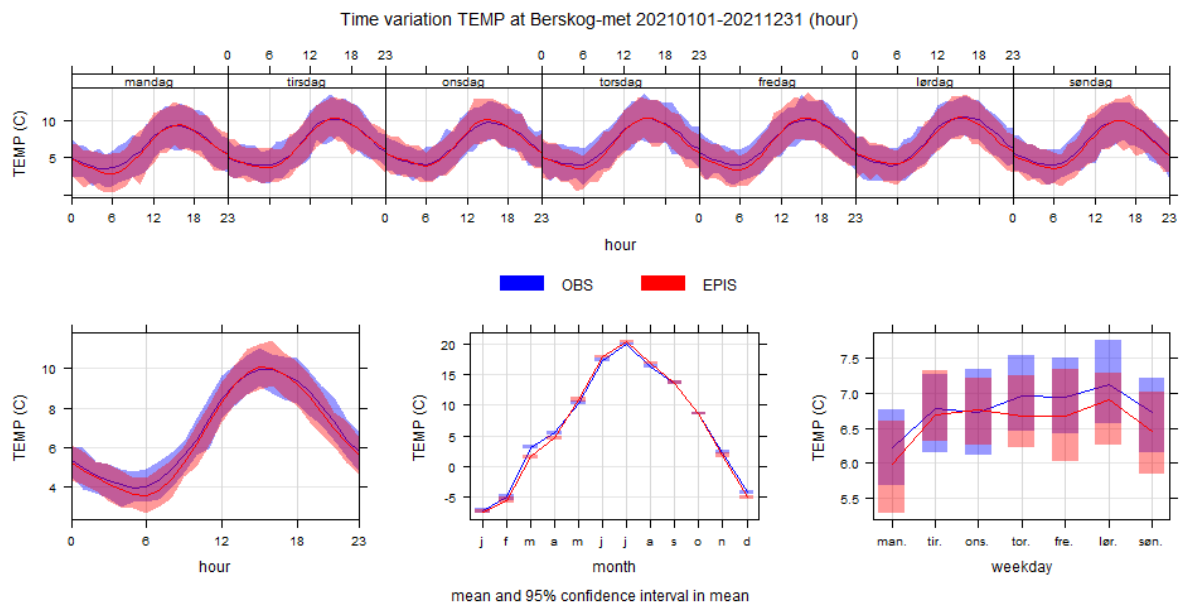 Time variation TEMP at Berskog-met 20210101-20211231 (hour)
0 6 12 18 23 0 6 12 18 23 0 6 12 18 23
mandag tirsdag onsdag torsdag fredag lørdag søndag
TEMP (C)
10
5
0 6 12 18 23 0 6 12 18 23 0 6 12 18 23 0 6 12 18 23
hour
OBS EPIS
TEMP (C)
10
8
6
4
0 6 12 18 23
hour
TEMP (C)
20
15
10
5
0
-5
j f m a m j j a s o n d
month
TEMP (C)
7.5
7.0
6.5
6.0
5.5
man. tir. ons. tor. fre. lør. søn.
weekday
mean and 95% confidence interval in mean